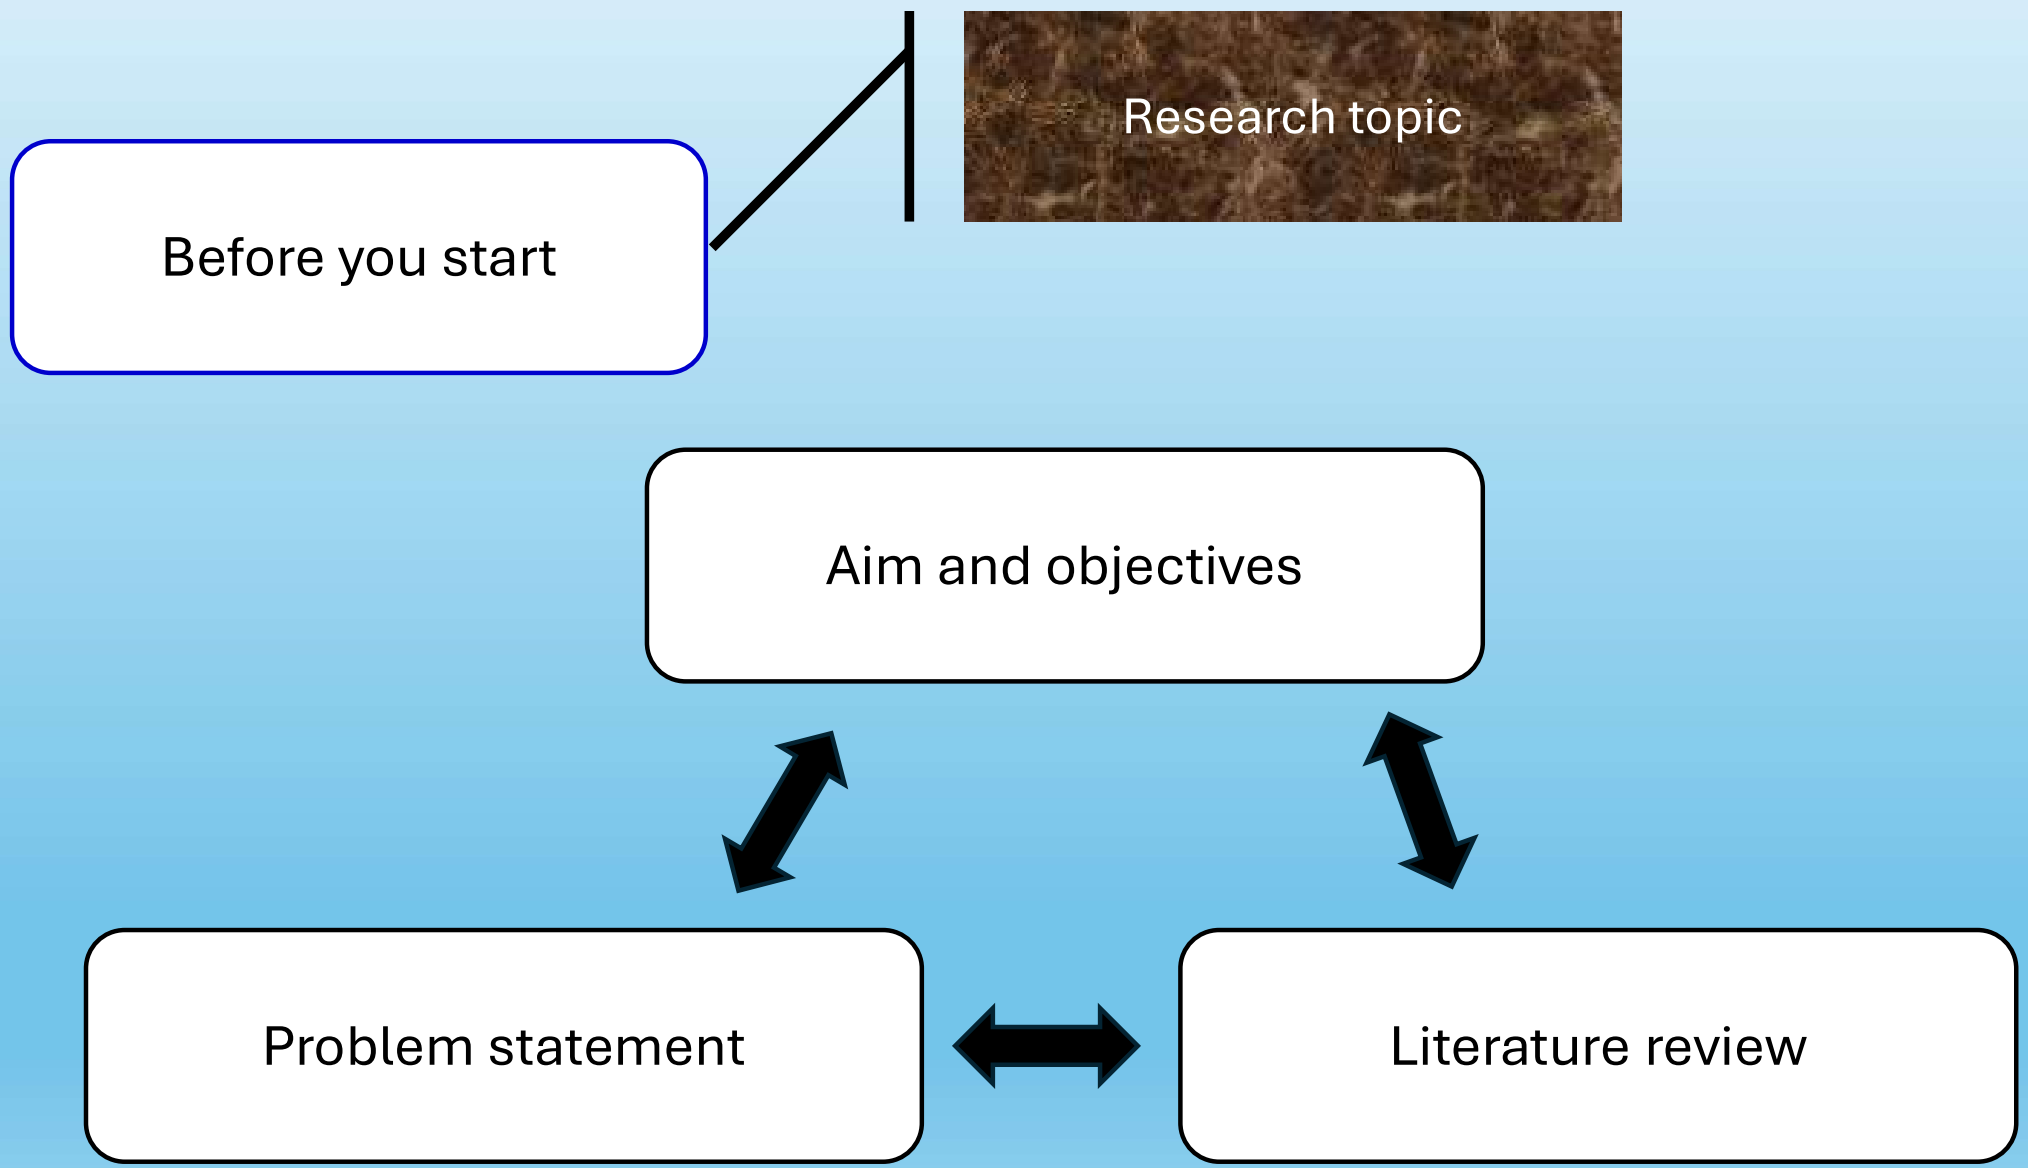 Research topic
Before you start
Aim and objectives
Problem statement
Literature review